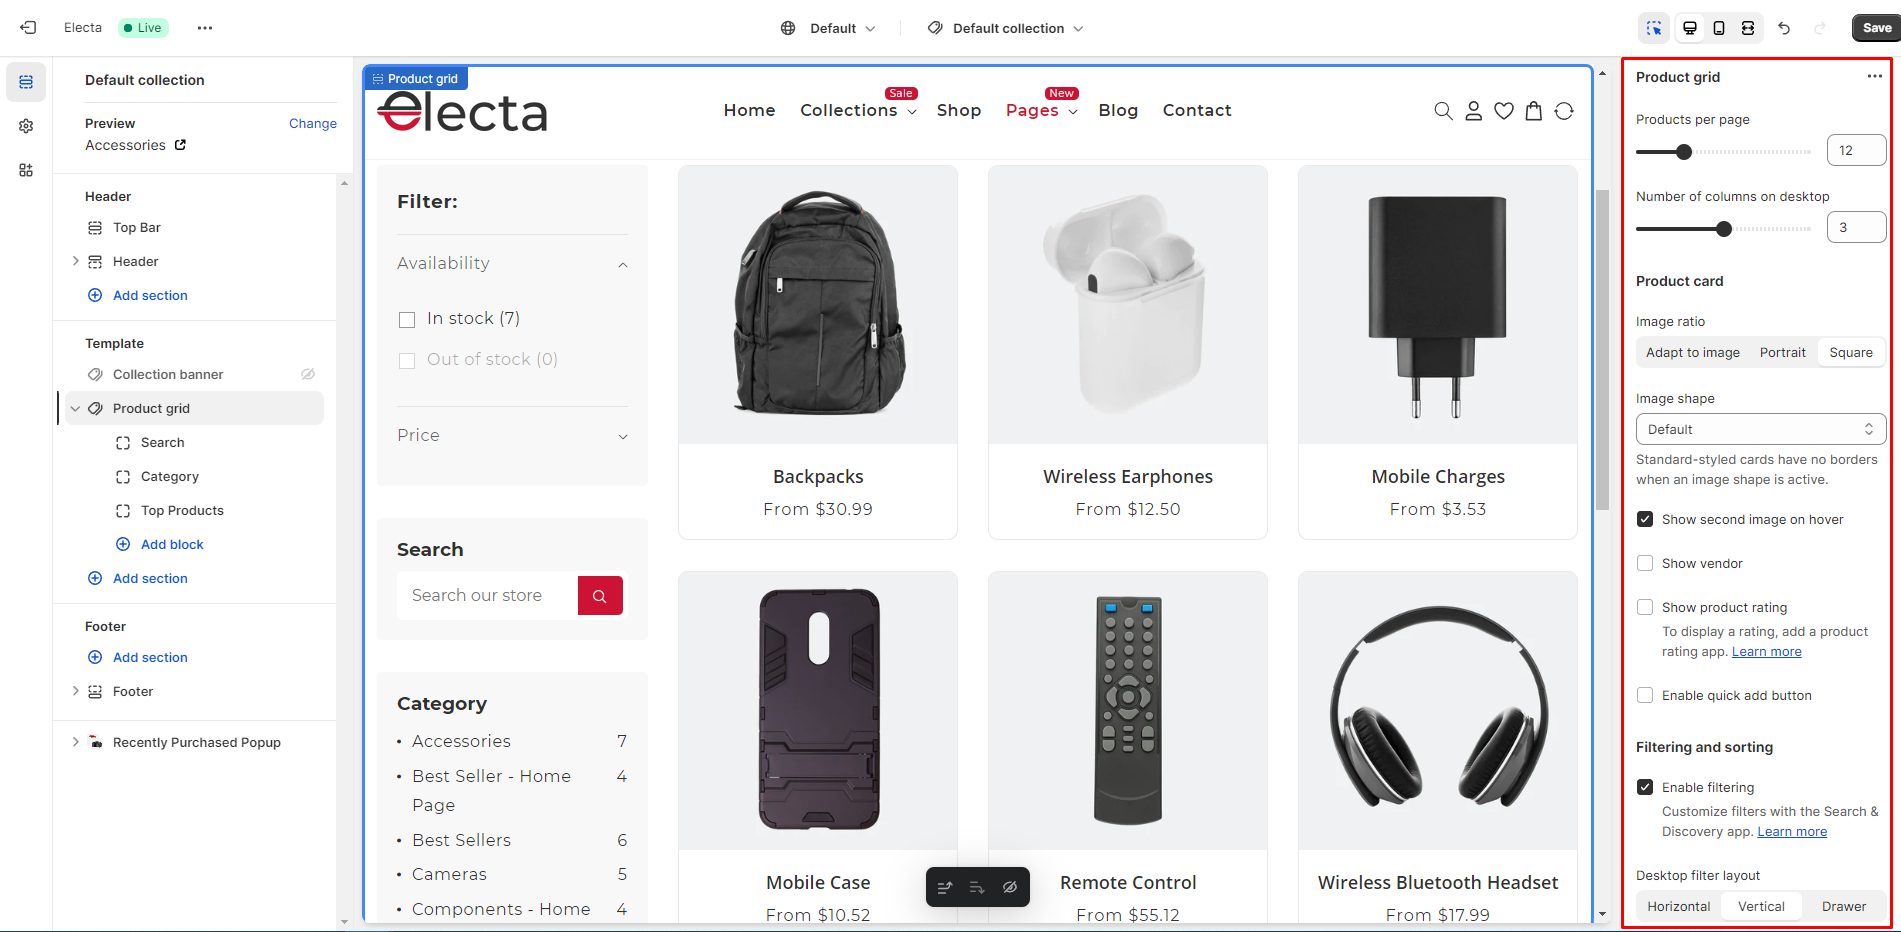 Electa
Live
Default
Default collection
Save
Default collection
Preview
Change
Accessories
Header
Top Bar
Header
Add section
Template
Collection banner
Product grid
Search
Category
Top Products
Add block
Add section
Footer
Add section
Footer
Recently Purchased Popup
Product grid
electa
Home
Collections
Sale
Shop
Pages
New
Blog
Contact
Filter:
Availability
In stock (7)
Out of stock (0)
Price
Search
Search our store
Category
• Accessories 7
• Best Seller - Home 4
Page
• Best Sellers 6
• Cameras 5
• Components - Home 4
Backpacks
From $30.99
Wireless Earphones
From $12.50
Mobile Charges
From $3.53
Mobile Case
From $10.52
Remote Control
From $55.12
Wireless Bluetooth Headset
From $17.99
Product grid
Products per page
12
Number of columns on desktop
3
Product card
Image ratio
Adapt to image Portrait Square
Image shape
Default
Standard-styled cards have no borders
when an image shape is active.
Show second image on hover
Show vendor
Show product rating
To display a rating, add a product
rating app. Learn more
Enable quick add button
Filtering and sorting
Enable filtering
Customize filters with the Search &
Discovery app. Learn more
Desktop filter layout
Horizontal Vertical Drawer